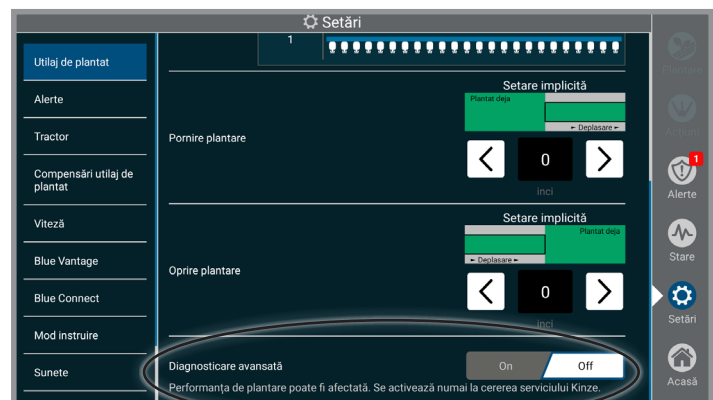 Setări
Utilaj de plantat
Alerte
Tractor
Compensări utilaj de
plantat
Viteză
Blue Vantage
Blue Connect
Mod instruire
Sunete
1
Setare implicită
Plantat deja
Deplasare
Pornire plantare
0
inci
Setare implicită
Plantat deja
Deplasare
Oprire plantare
0
inci
Diagnosticare avansată
On
Off
Performanța de plantare poate fi afectată. Se activează numai la cererea serviciului Kinze.
Plantare
Acțiuni
1
Alerte
Stare
Setări
Acasă